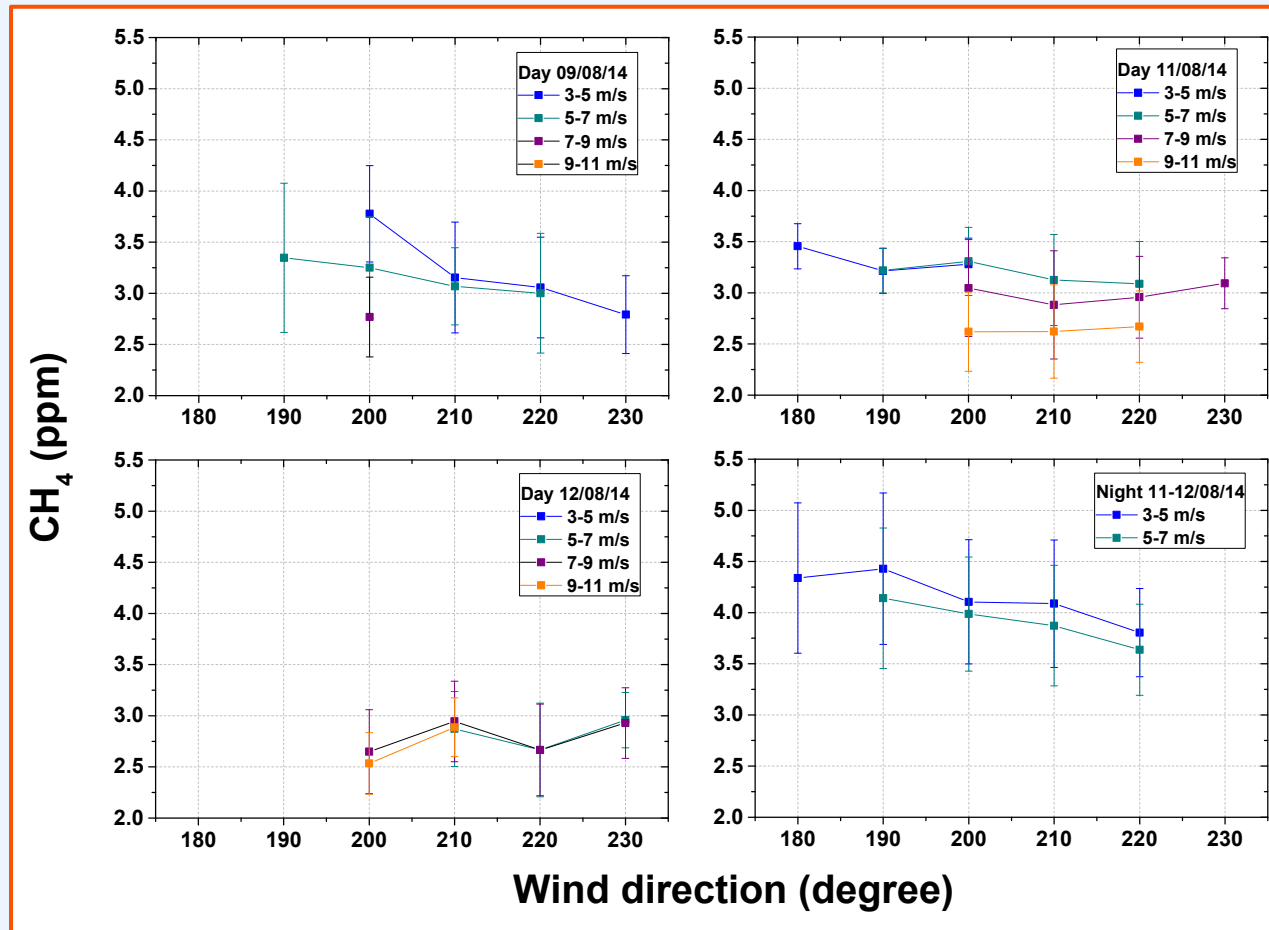 CH4 (ppm)
5.5
5.0
4.5
4.0
3.5
3.0
2.5
2.0
180 190 200 210 220 230
Day 09/08/14
3-5 m/s
5-7 m/s
7-9 m/s
9-11 m/s
5.5
5.0
4.5
4.0
3.5
3.0
2.5
2.0
180 190 200 210 220 230
Day 11/08/14
3-5 m/s
5-7 m/s
7-9 m/s
9-11 m/s
5.5
5.0
4.5
4.0
3.5
3.0
2.5
2.0
180 190 200 210 220 230
Day 12/08/14
3-5 m/s
5-7 m/s
7-9 m/s
9-11 m/s
5.5
5.0
4.5
4.0
3.5
3.0
2.5
2.0
180 190 200 210 220 230
Night 11-12/08/14
3-5 m/s
5-7 m/s
Wind direction (degree)